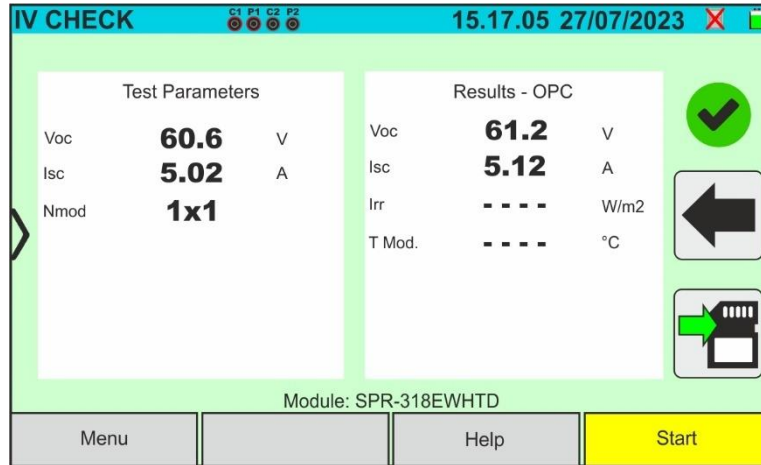 IV CHECK C1 P1 C2 P2 15.17.05 27/07/2023
Test Parameters
Voc 60.6 V
Isc 5.02 A
Nmod 1x1
Results - OPC
Voc 61.2 V
Isc 5.12 A
Irr - - - - W/m2
T Mod. - - - - °C
Module: SPR-318EWHTD
Menu Help Start